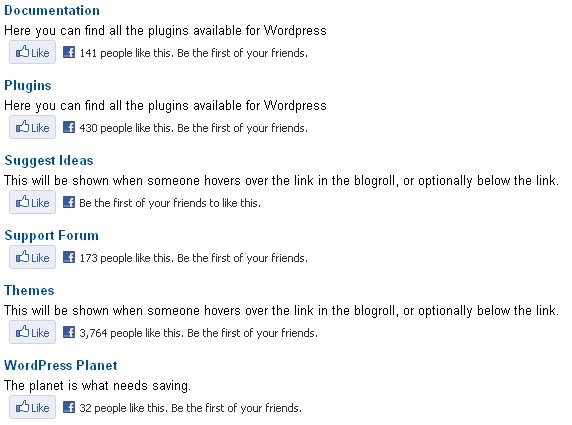 Documentation
Here you can find all the plugins available for Wordpress
Like 141 people like this. Be the first of your friends.
Plugins
Here you can find all the plugins available for Wordpress
Like 430 people like this. Be the first of your friends.
Suggest Ideas
This will be shown when someone hovers over the link in the blogroll, or optionally below the link.
Like Be the first of your friends to like this.
Support Forum
Like 173 people like this. Be the first of your friends.
Themes
This will be shown when someone hovers over the link in the blogroll, or optionally below the link.
Like 3,764 people like this. Be the first of your friends.
WordPress Planet
The planet is what needs saving.
Like 32 people like this. Be the first of your friends.